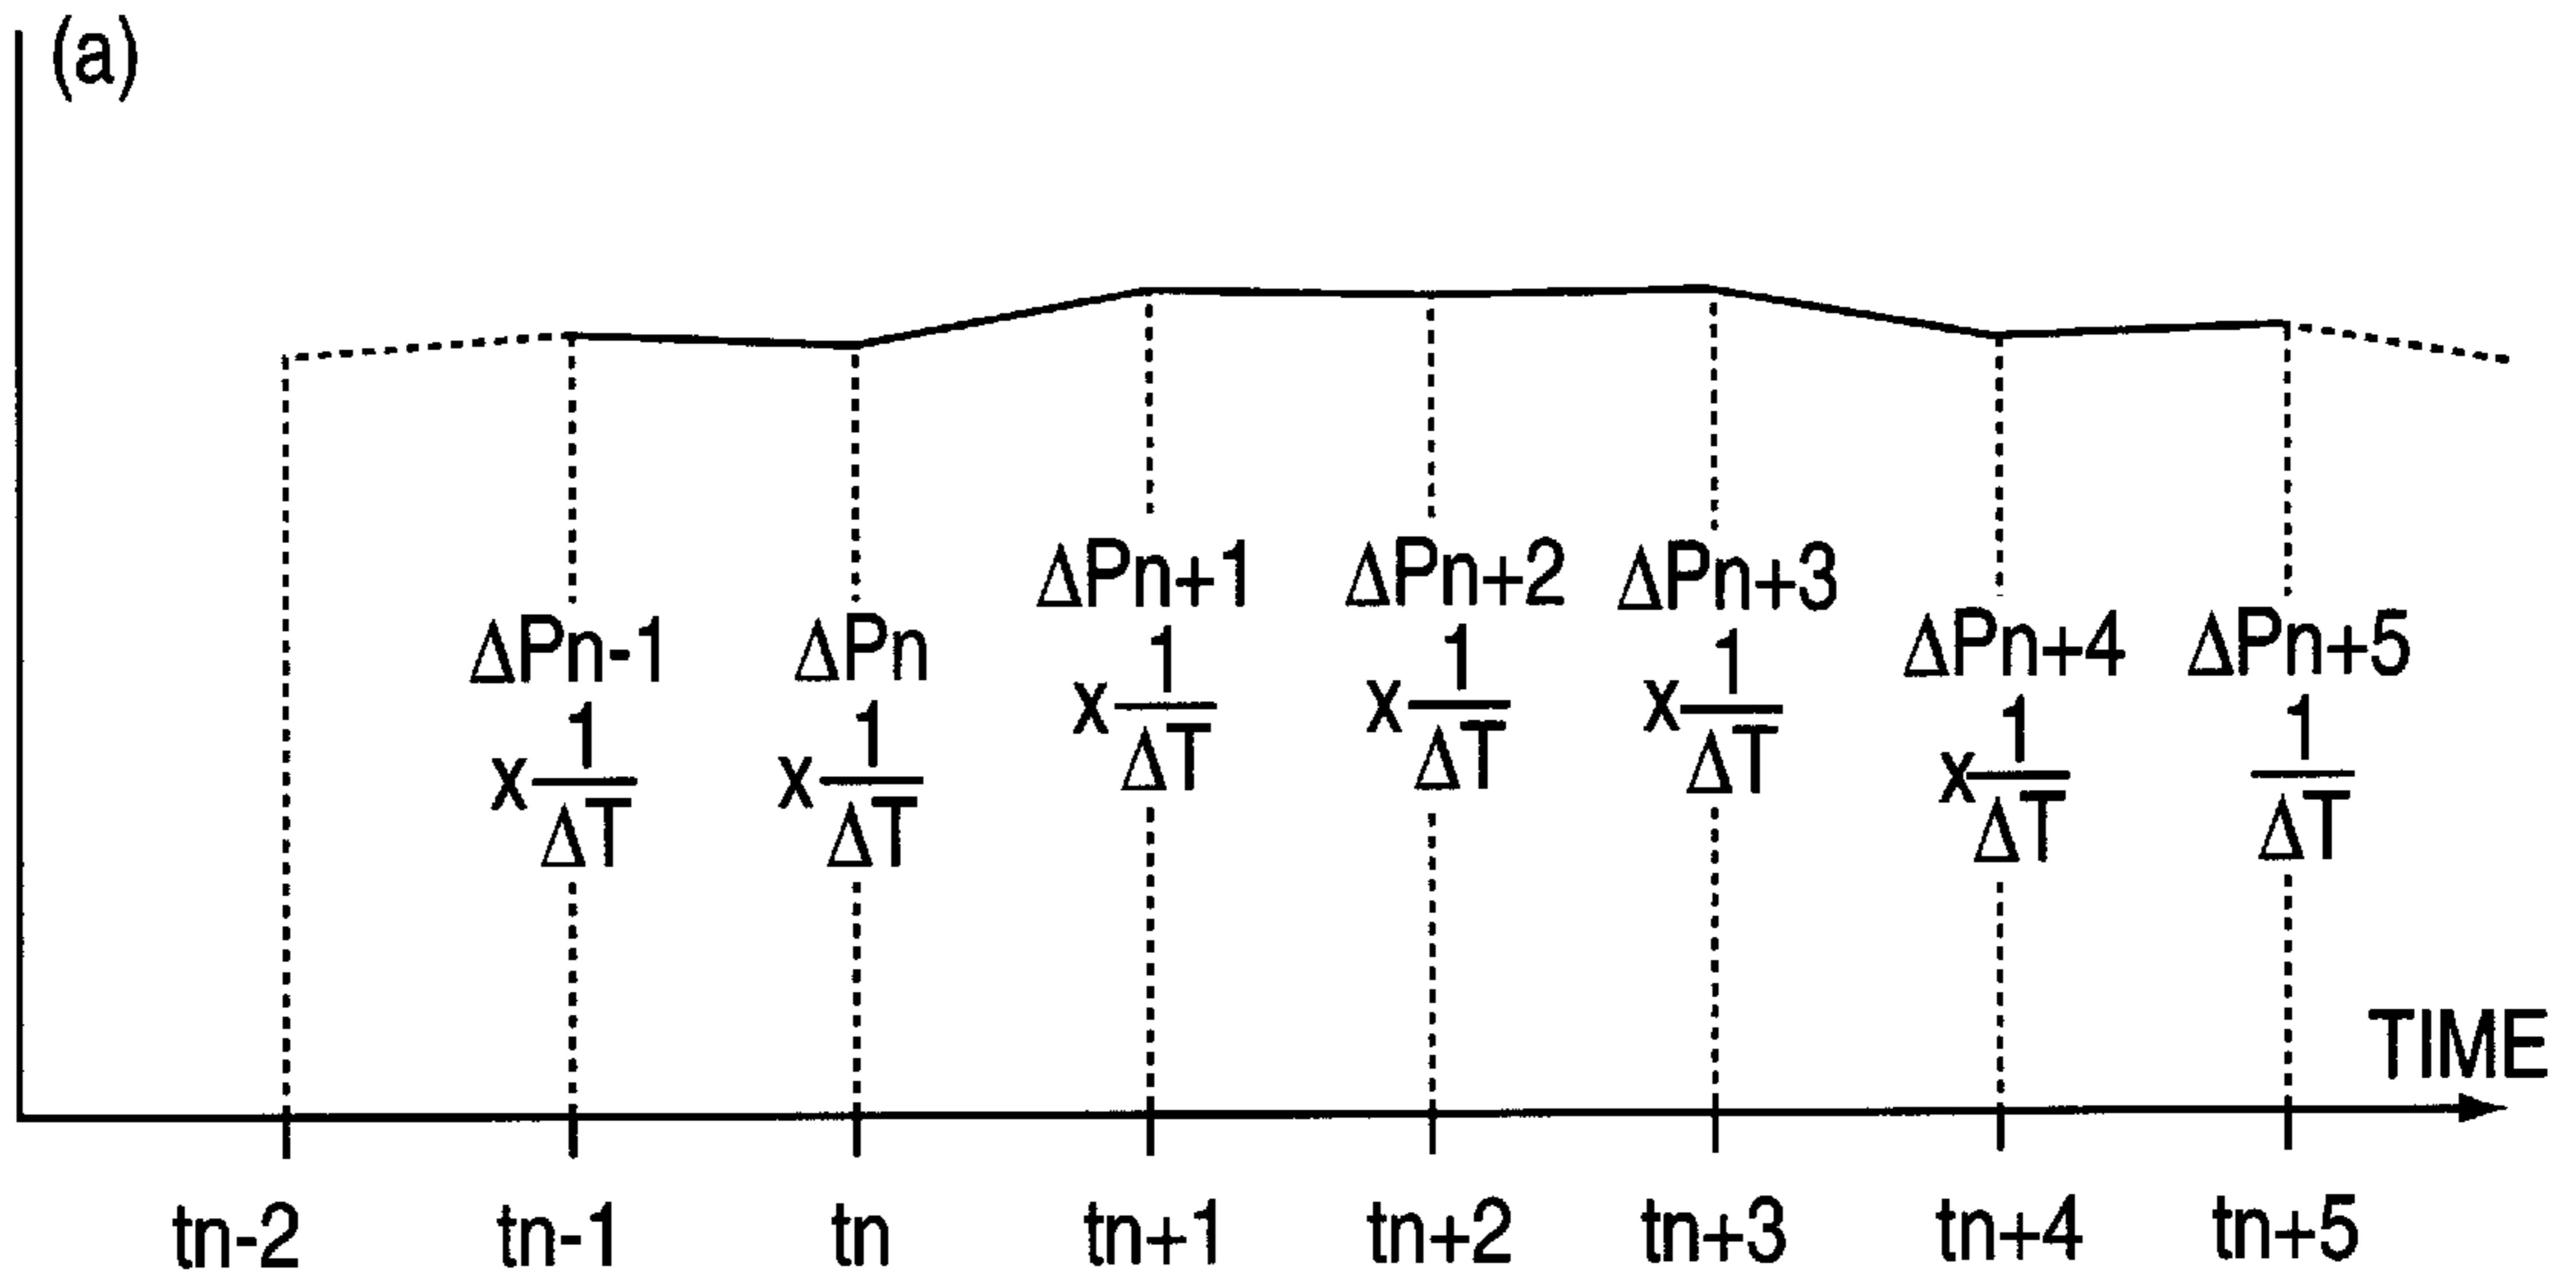 (a)
ΔPn-1
x 1/ΔT
ΔPn
x 1/ΔT
ΔPn+1
x 1/ΔT
ΔPn+2
x 1/ΔT
ΔPn+3
x 1/ΔT
ΔPn+4
x 1/ΔT
ΔPn+5
1/ΔT
TIME
tn-2 tn-1 tn tn+1 tn+2 tn+3 tn+4 tn+5